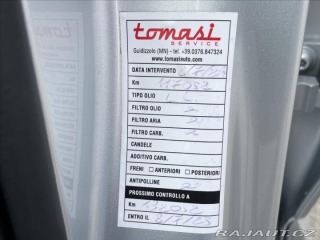 tomasi
SERVICE
Guidizzolo (MN) - tel. +39.0376.847324
www.tomasiauto.com
DATA INTERVENTO
Km
TIPO OLIO
FILTRO OLIO
FILTRO ARIA
FILTRO CARB.
CANDELE
ADDITIVO CARB.
FRENI ANTERIORI POSTERIORI
ANTIPOLLINE
PROSSIMO CONTROLLO A
Km
ENTRO IL
RAJAUT.CZ